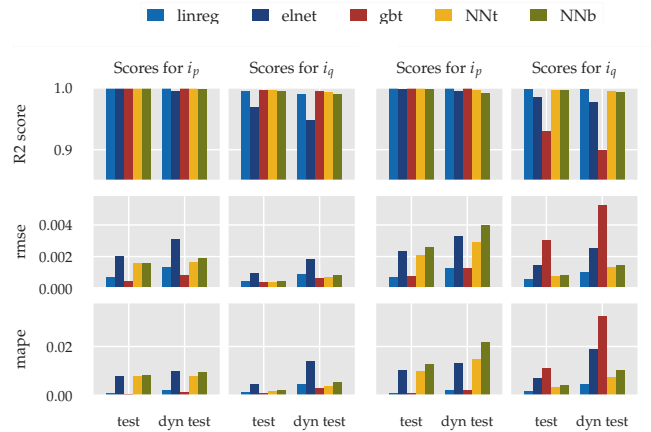 linreg elnet gbt NNt NNb
Scores for i_p Scores for i_q Scores for i_p Scores for i_q
1.0
R2 score
0.9
0.004
rmse
0.002
0.000
0.02
mape
0.00
test dyn test test dyn test test dyn test test dyn test